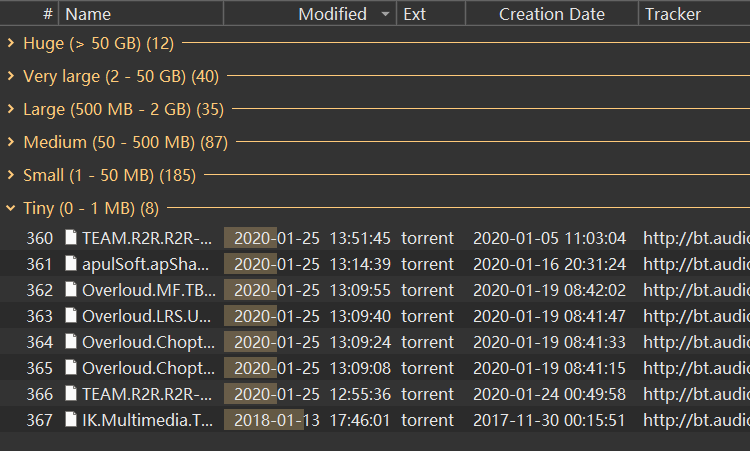 # Name Modified Ext Creation Date Tracker
Huge (> 50 GB) (12)
Very large (2 - 50 GB) (40)
Large (500 MB - 2 GB) (35)
Medium (50 - 500 MB) (87)
Small (1 - 50 MB) (185)
Tiny (0 - 1 MB) (8)
360 TEAM.R2R.R2R-... 2020-01-25 13:51:45 torrent 2020-01-05 11:03:04 http://bt.audio
361 apulSoft.apSha... 2020-01-25 13:14:39 torrent 2020-01-16 20:31:24 http://bt.audio
362 Overloud.MF.TB... 2020-01-25 13:09:55 torrent 2020-01-19 08:42:02 http://bt.audio
363 Overloud.LRS.U... 2020-01-25 13:09:40 torrent 2020-01-19 08:41:47 http://bt.audio
364 Overloud.Chopt... 2020-01-25 13:09:24 torrent 2020-01-19 08:41:33 http://bt.audio
365 Overloud.Chopt... 2020-01-25 13:09:08 torrent 2020-01-19 08:41:15 http://bt.audio
366 TEAM.R2R.R2R-... 2020-01-25 12:55:36 torrent 2020-01-24 00:49:58 http://bt.audio
367 IK.Multimedia.T... 2018-01-13 17:46:01 torrent 2017-11-30 00:15:51 http://bt.audio